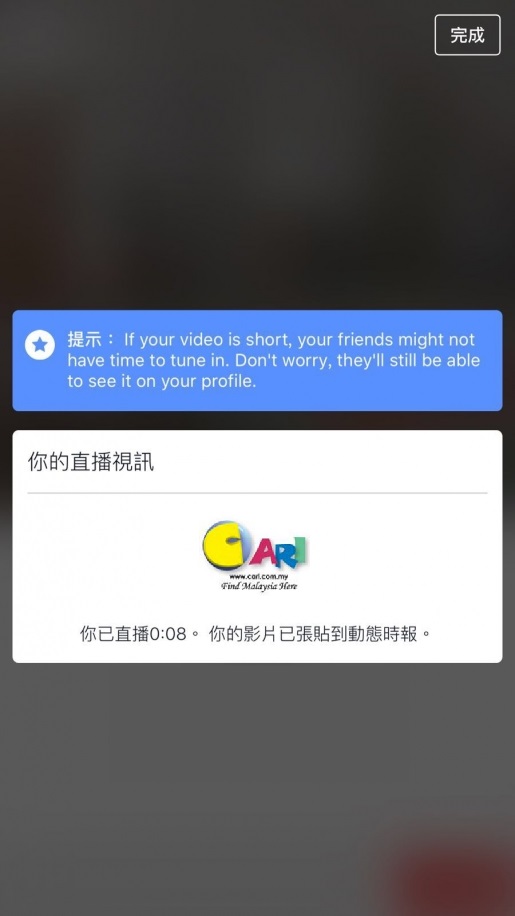 完成
提示： If your video is short, your friends might not
have time to tune in. Don't worry, they'll still be able
to see it on your profile.
你的直播視訊
CARI
www.cari.com.my
Find Malaysia Here
你已直播0:08。 你的影片已張貼到動態時報。